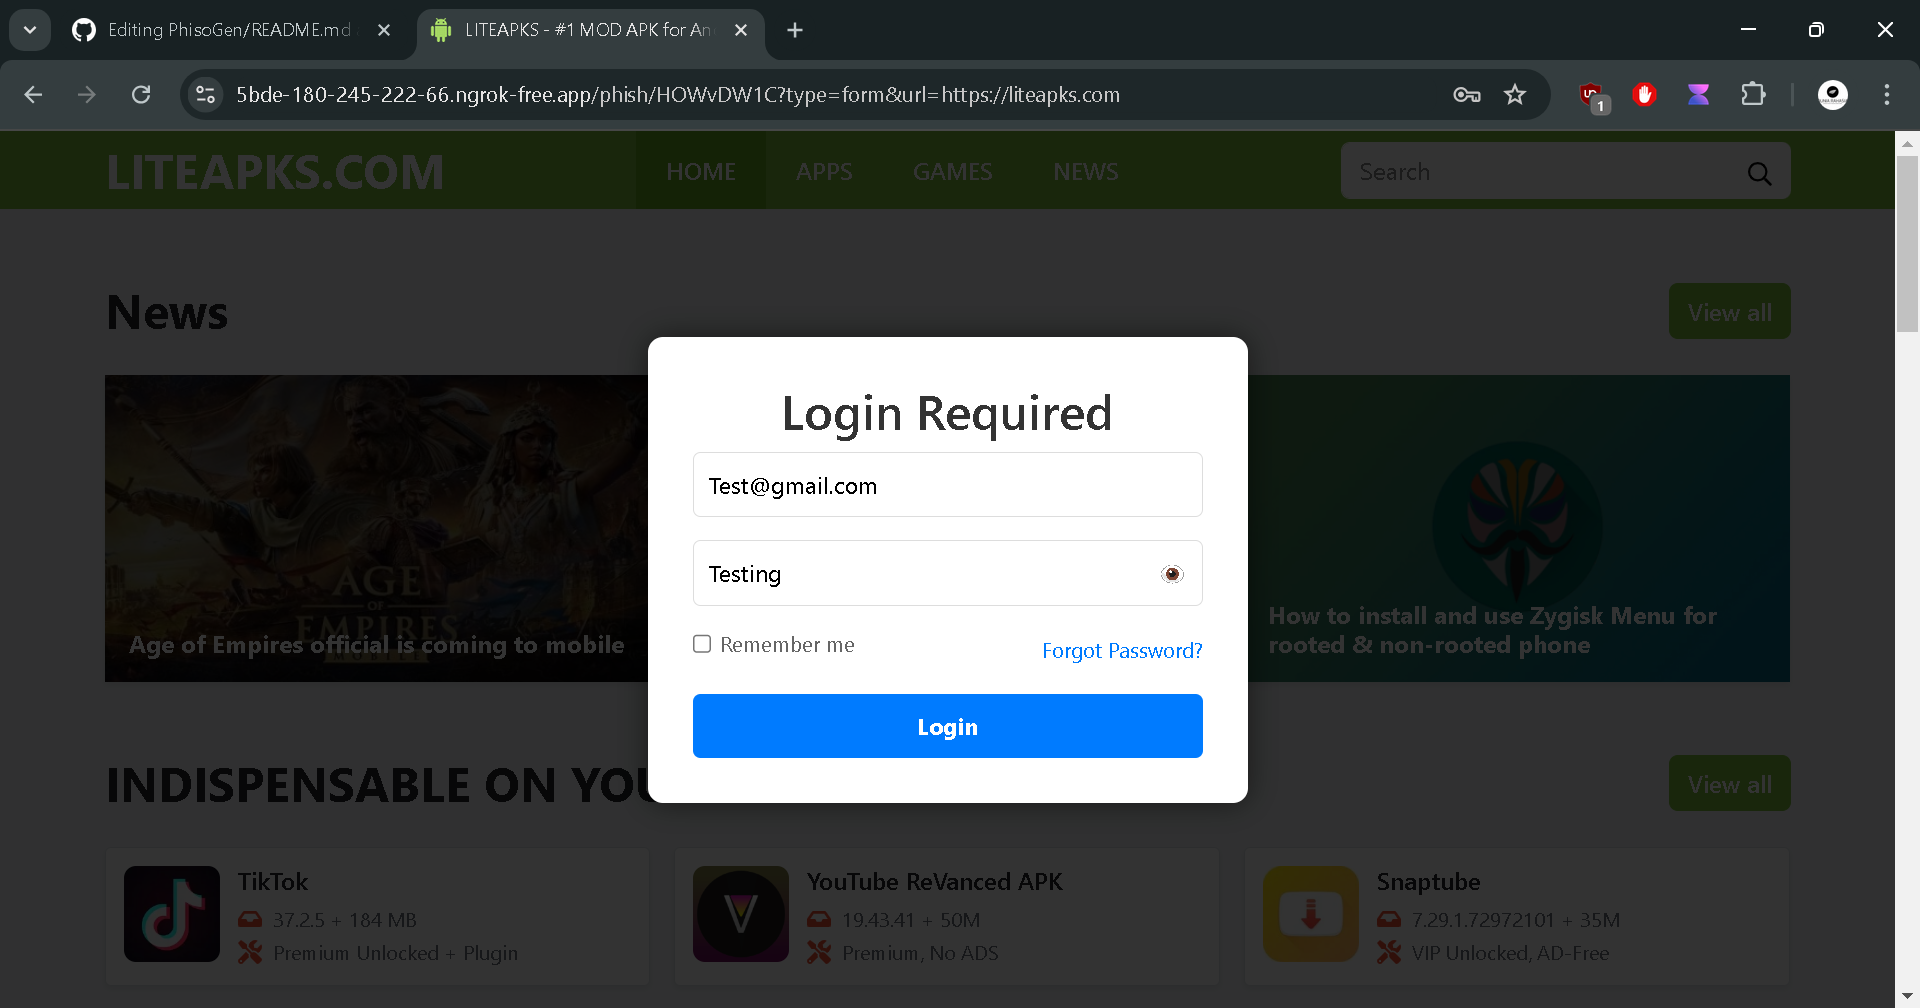 Editing PhisoGen/README.md
LITEAPKS - #1 MOD APK for An
5bde-180-245-222-66.ngrok-free.app/phish/HOWvDW1C?type=form&url=https://liteapks.com
1
LITEAPKS.COM
HOME
APPS
GAMES
NEWS
Search
News
View all
Login Required
Test@gmail.com
Testing
Remember me
Forgot Password?
Login
AGE
OF
EMPIRES
Age of Empires official is coming to mobile
How to install and use Zygisk Menu for
rooted & non-rooted phone
INDISPENSABLE ON YOU
View all
TikTok
37.2.5 + 184 MB
Premium Unlocked + Plugin
YouTube ReVanced APK
19.43.41 + 50M
Premium, No ADS
Snaptube
7.29.1.72972101 + 35M
VIP Unlocked, AD-Free